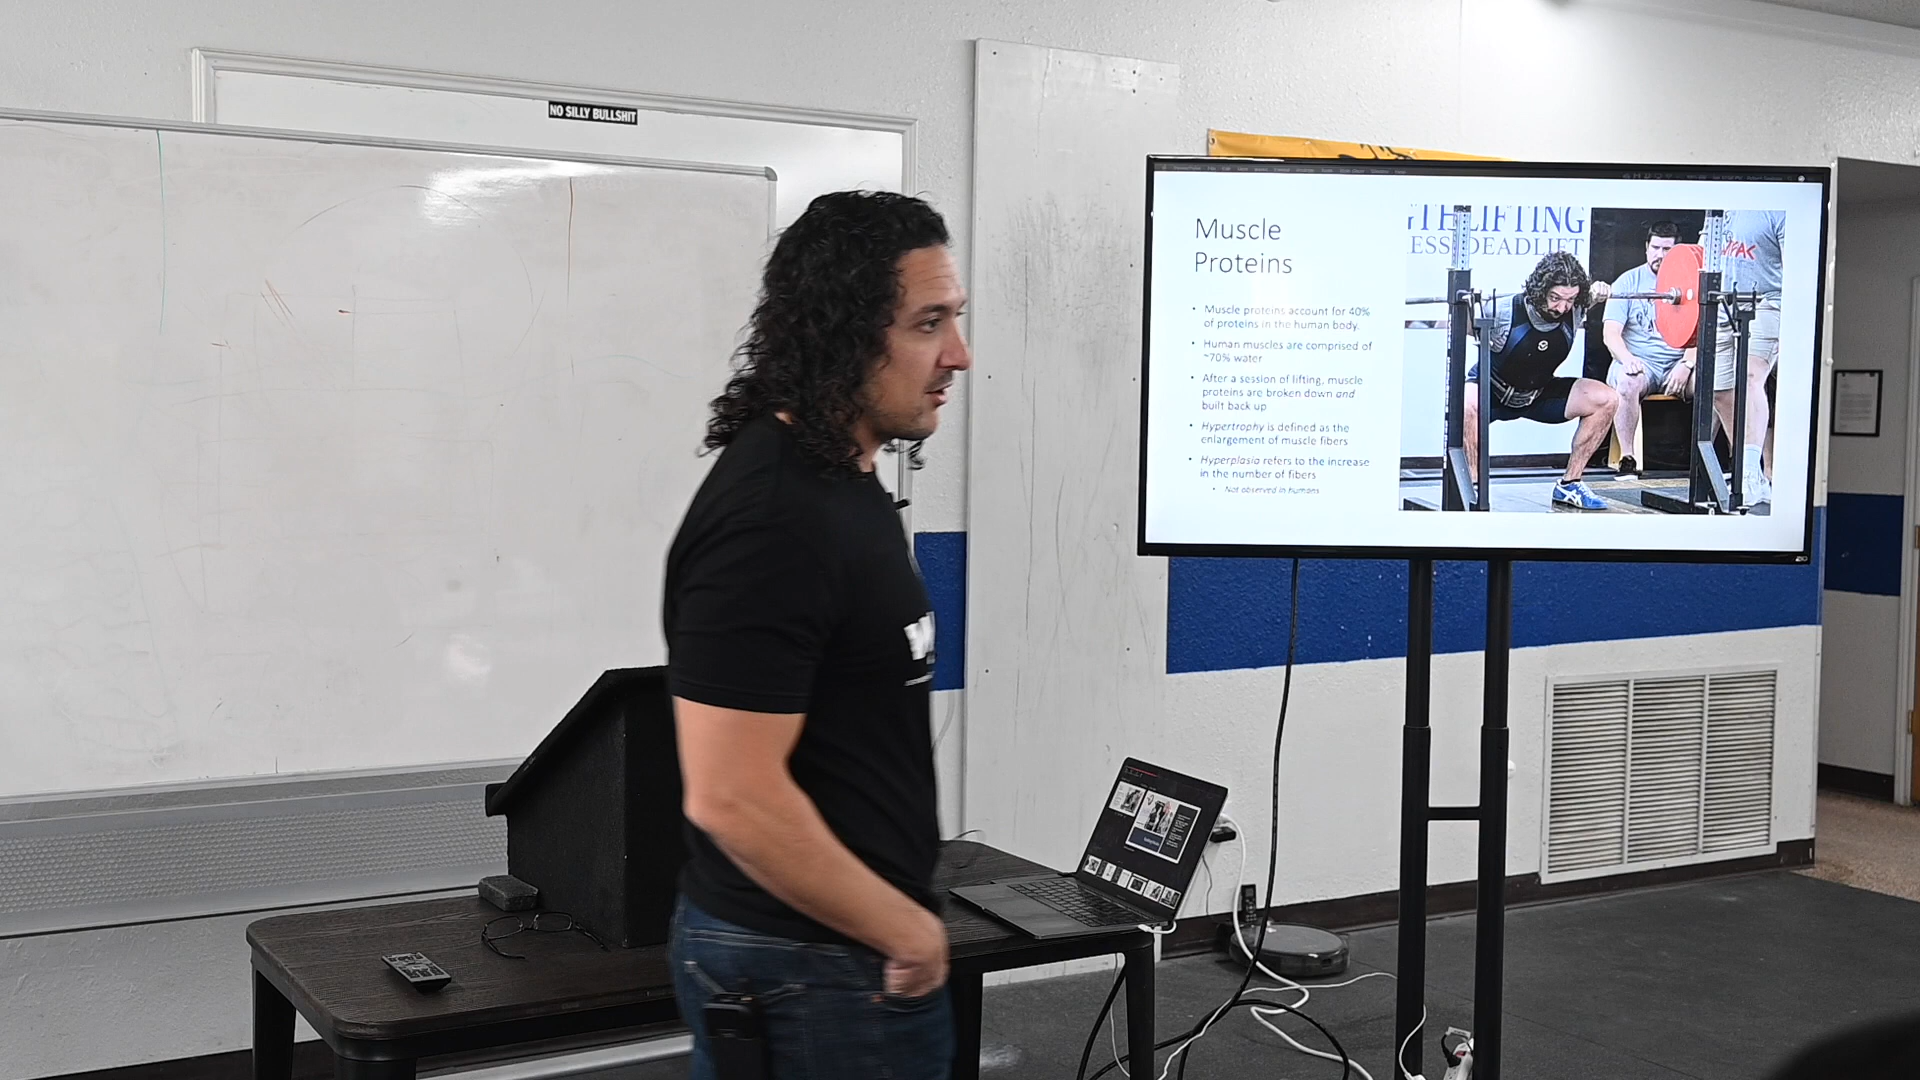 NO SILLY BULLSHIT
Muscle
Proteins
• Muscle proteins account for 40%
of proteins in the human body.
• Human muscles are comprised of
~70% water
• After a session of lifting, muscle
proteins are broken down and
built back up
• Hypertrophy is defined as the
enlargement of muscle fibers
• Hyperplasia refers to the increase
in the number of fibers
• Not observed in humans
LIFTING
DEADLIFT